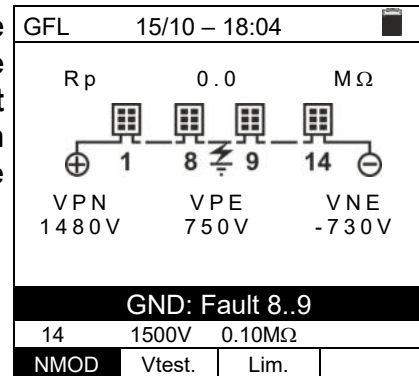 GFL 15/10 – 18:04
Rp 0.0 MΩ
1 8 9 14
VPN VPE VNE
1480V 750V -730V
GND: Fault 8..9
14 1500V 0.10MΩ
NMOD Vtest. Lim.